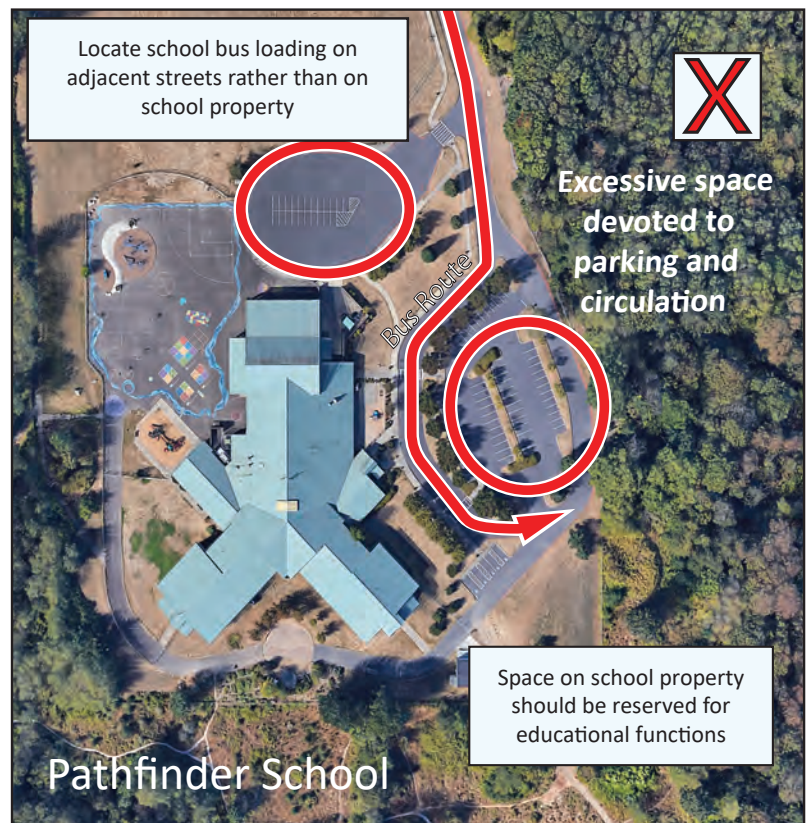 Locate school bus loading on
adjacent streets rather than on
school property
X
Excessive space
devoted to
parking and
circulation
Bus Route
Space on school property
should be reserved for
educational functions
Pathfinder School